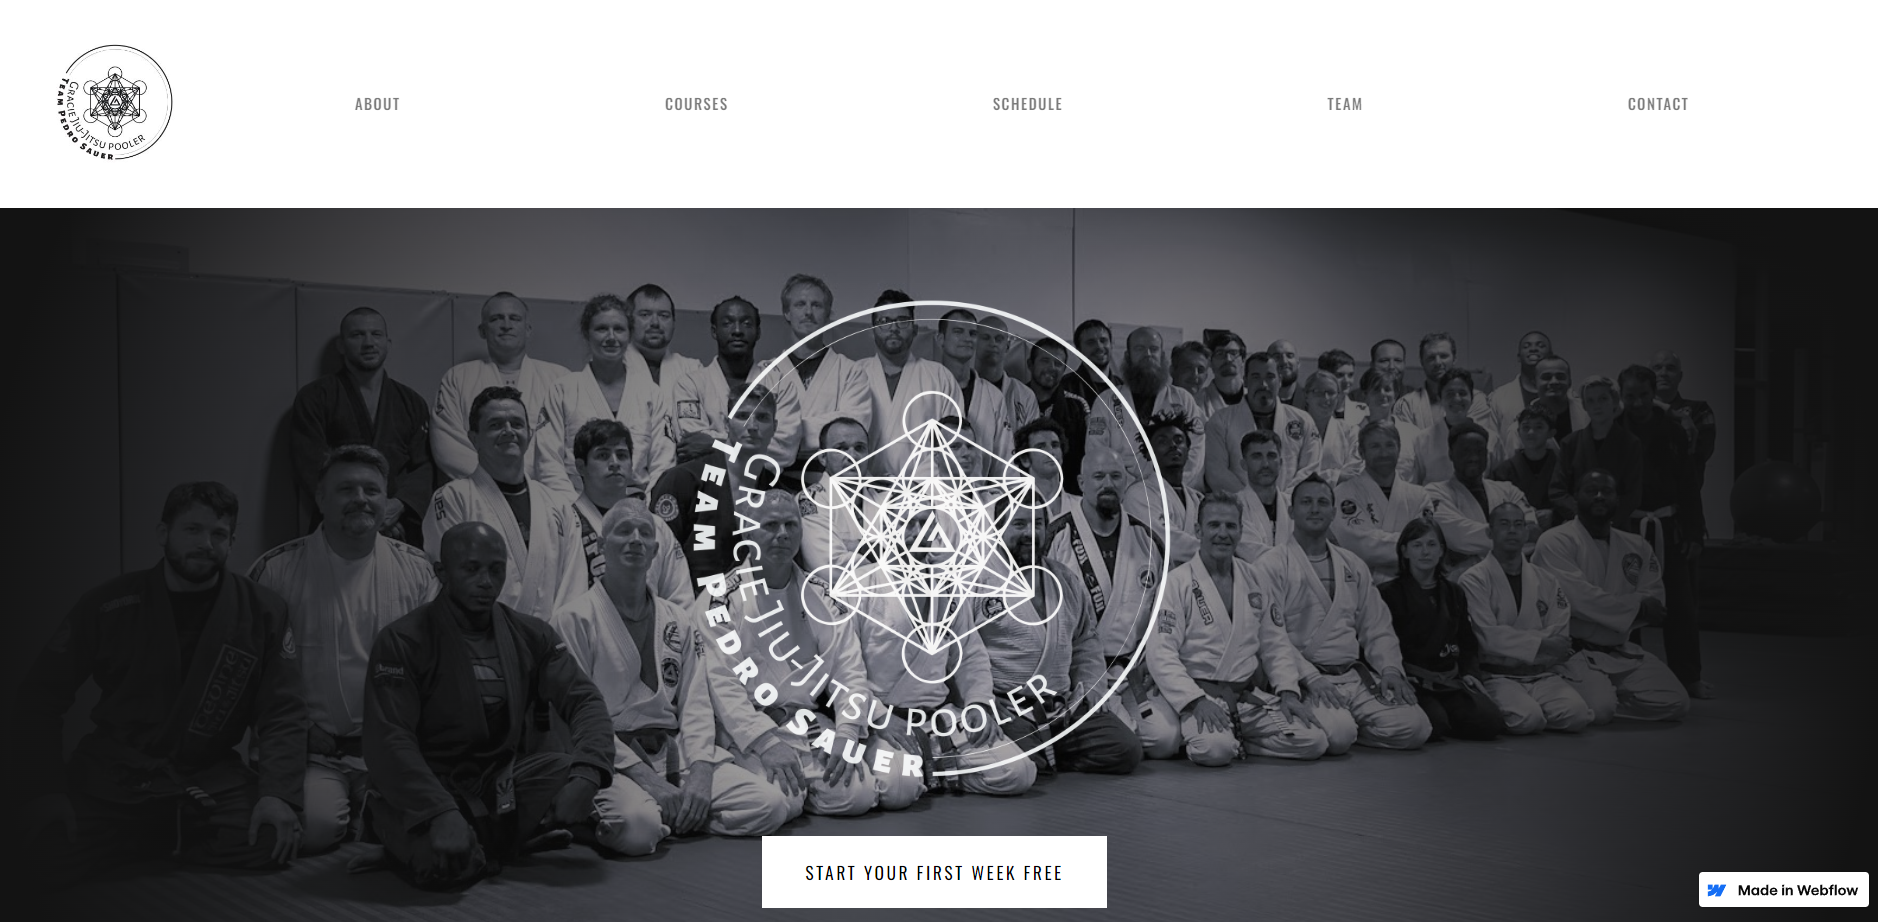 GRACIE JIU-JITSU POOLER
TEAM PEDRO SAUER
ABOUT
COURSES
SCHEDULE
TEAM
CONTACT
GRACIE JIU-JITSU POOLER
TEAM PEDRO SAUER
START YOUR FIRST WEEK FREE
Made in Webflow